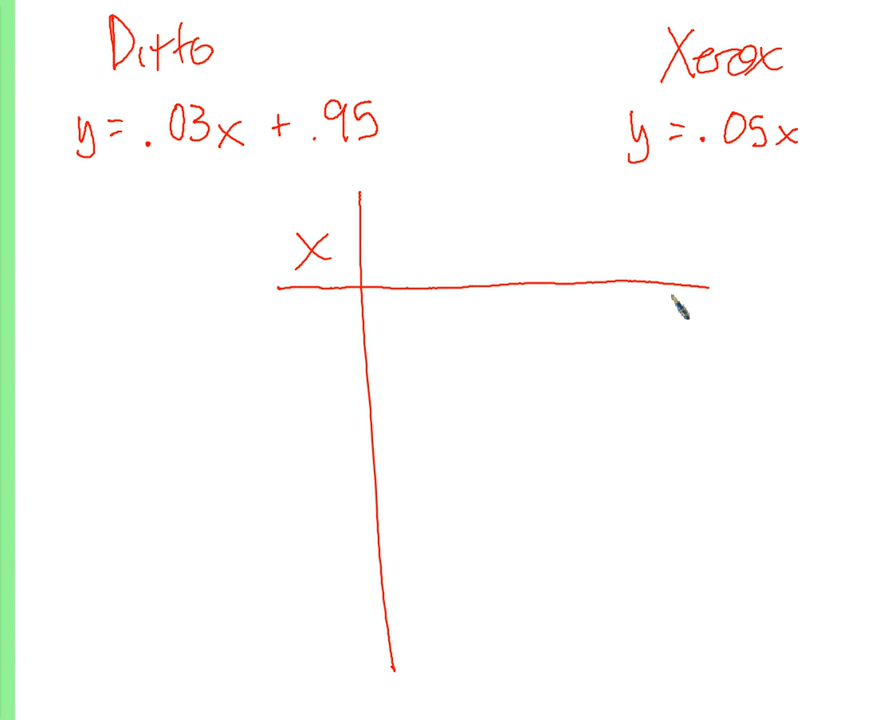 Ditto
Xerox
y = .03x + .95
y = .05x
X